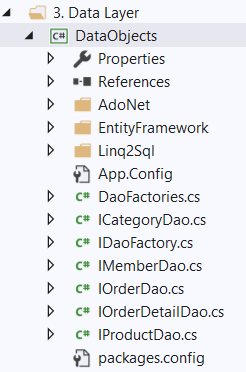 3. Data Layer
C# DataObjects
Properties
References
AdoNet
EntityFramework
Linq2Sql
App.Config
C# DaoFactories.cs
C# ICategoryDao.cs
C# IDaoFactory.cs
C# IMemberDao.cs
C# IOrderDao.cs
C# IOrderDetailDao.cs
C# IProductDao.cs
packages.config